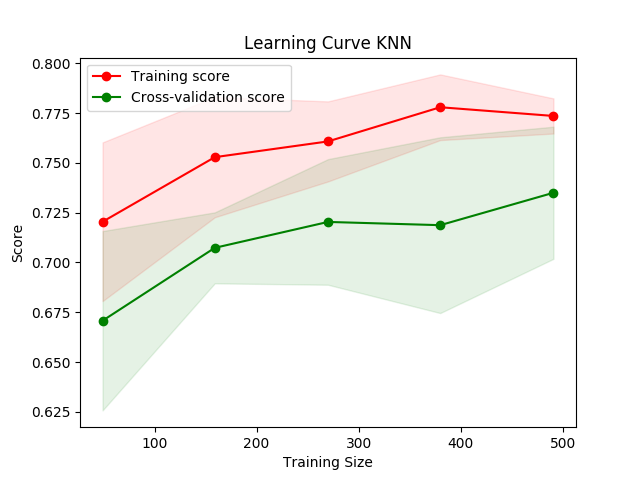 Learning Curve KNN
Training score
Cross-validation score
0.800
0.775
0.750
0.725
0.700
0.675
0.650
0.625
Score
100
200
300
400
500
Training Size